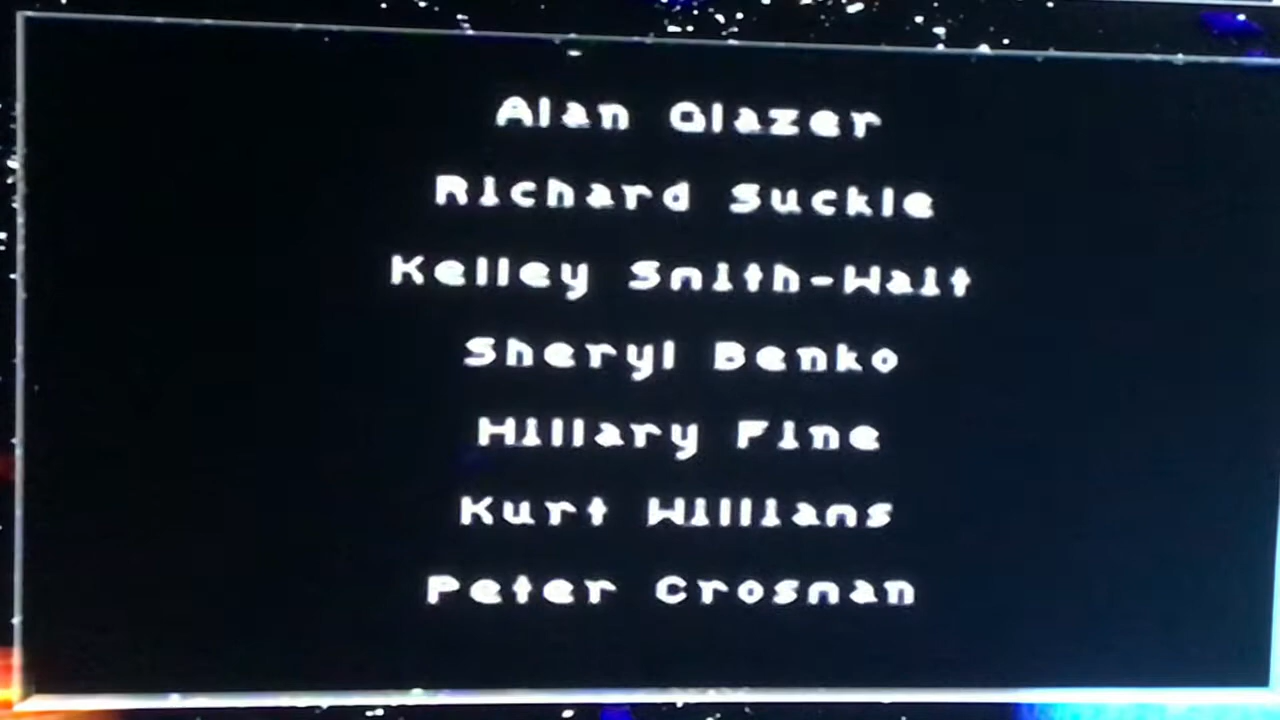 Alan Glazer
Richard Suckle
Kelley Smith-Wait
Sheryl Benko
Hillary Fine
Kurt Williams
Peter Crosman